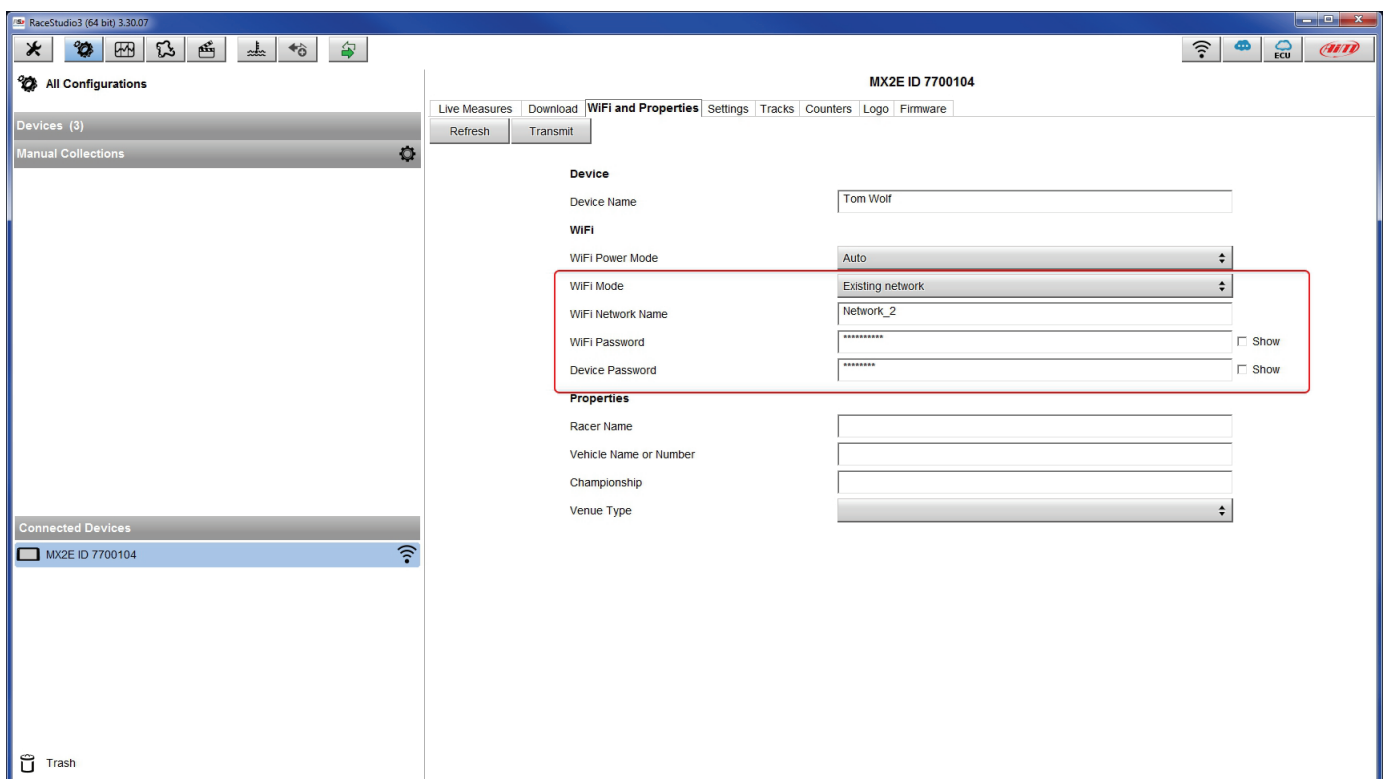 RaceStudio3 (64 bit) 3.30.07
ECU
AiM
All Configurations
MX2E ID 7700104
Live Measures Download WiFi and Properties Settings Tracks Counters Logo Firmware
Devices (3)
Refresh Transmit
Manual Collections
Device
Device Name Tom Wolf
WiFi
WiFi Power Mode Auto
WiFi Mode Existing network
WiFi Network Name Network_2
WiFi Password ********** Show
Device Password ******** Show
Properties
Racer Name
Vehicle Name or Number
Championship
Venue Type
Connected Devices
MX2E ID 7700104
Trash